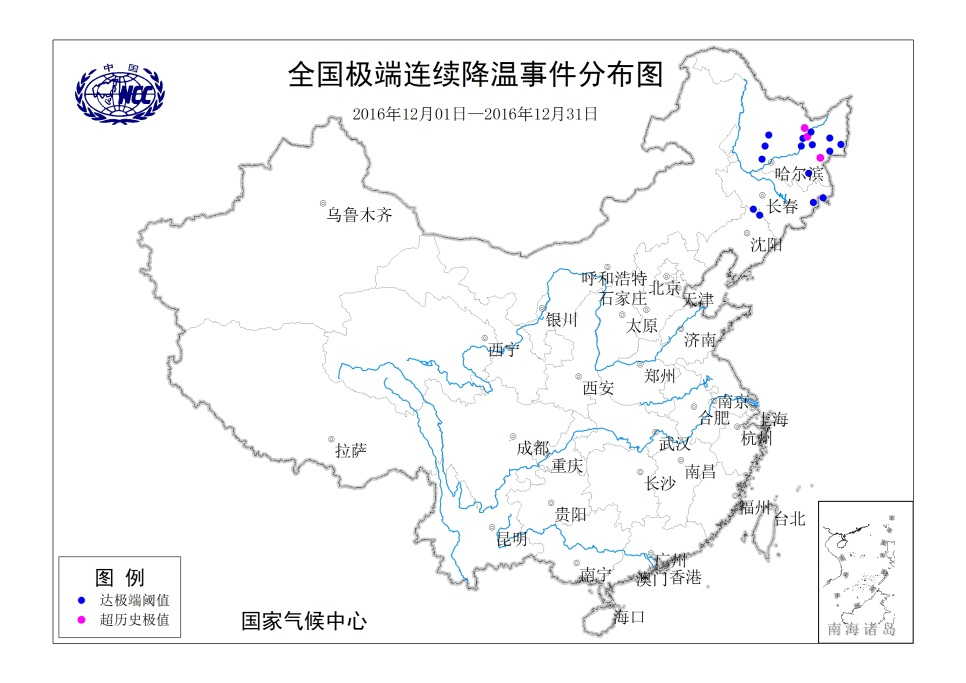 全国极端连续降温事件分布图
2016年12月01日—2016年12月31日
中国
NCC
哈尔滨
长春
乌鲁木齐
沈阳
呼和浩特
北京
天津
石家庄
银川
太原
济南
西宁
郑州
西安
南京
合肥
上海
杭州
武汉
成都
拉萨
重庆
南昌
长沙
贵阳
福州
台北
昆明
广州
南宁
澳门
香港
海口
图 例
达极端阈值
超历史极值
国家气候中心
南海诸岛